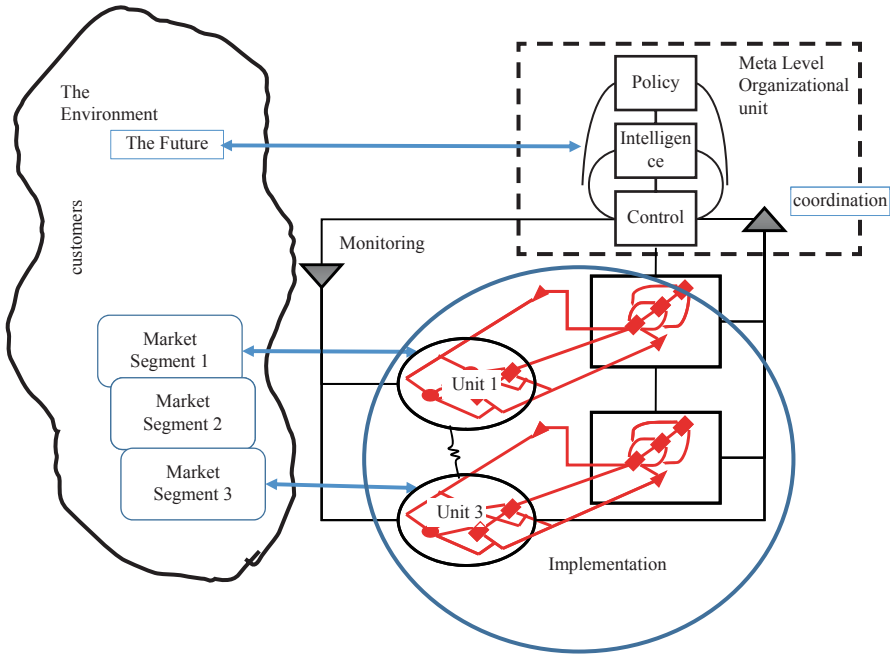 The
Environment
The Future
customers
Market
Segment 1
Market
Segment 2
Market
Segment 3
Policy
Intelligen
ce
Control
Meta Level
Organizational
unit
coordination
Monitoring
Unit 1
Unit 3
Implementation